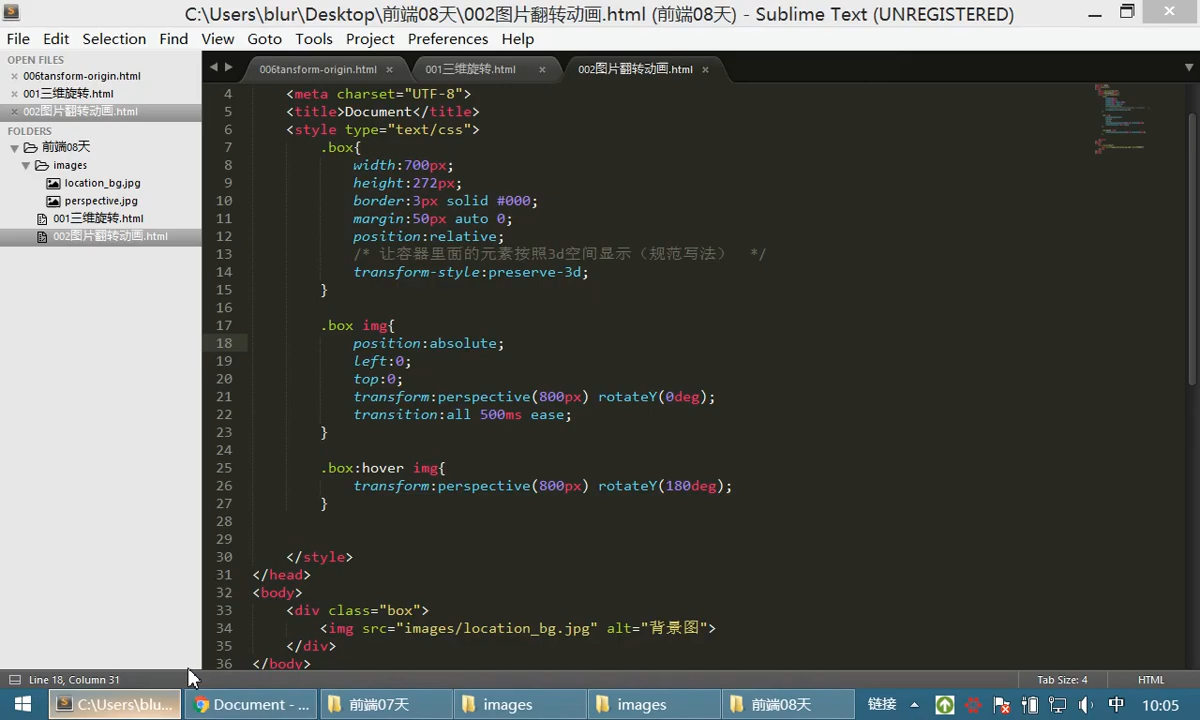 C:\Users\blur\Desktop\前端08天\002图片翻转动画.html (前端08天) - Sublime Text (UNREGISTERED)
File Edit Selection Find View Goto Tools Project Preferences Help
OPEN FILES
006tansform-origin.html
001三维旋转.html
002图片翻转动画.html
FOLDERS
前端08天
images
location_bg.jpg
perspective.jpg
001三维旋转.html
002图片翻转动画.html
006tansform-origin.html 001三维旋转.html 002图片翻转动画.html
4 <meta charset="UTF-8">
5 <title>Document</title>
6 <style type="text/css">
7 .box{
8 width:700px;
9 height:272px;
10 border:3px solid #000;
11 margin:50px auto 0;
12 position:relative;
13 /* 让容器里面的元素按照3d空间显示（规范写法） */
14 transform-style:preserve-3d;
15 }
16
17 .box img{
18 position:absolute;
19 left:0;
20 top:0;
21 transform:perspective(800px) rotateY(0deg);
22 transition:all 500ms ease;
23 }
24
25 .box:hover img{
26 transform:perspective(800px) rotateY(180deg);
27 }
28
29
30 </style>
31 </head>
32 <body>
33 <div class="box">
34 <img src="images/location_bg.jpg" alt="背景图">
35 </div>
36 </body>
Line 18, Column 31 Tab Size: 4 HTML
C:\Users\blu... Document - ... 前端07天 images images 前端08天 链接 中 10:05